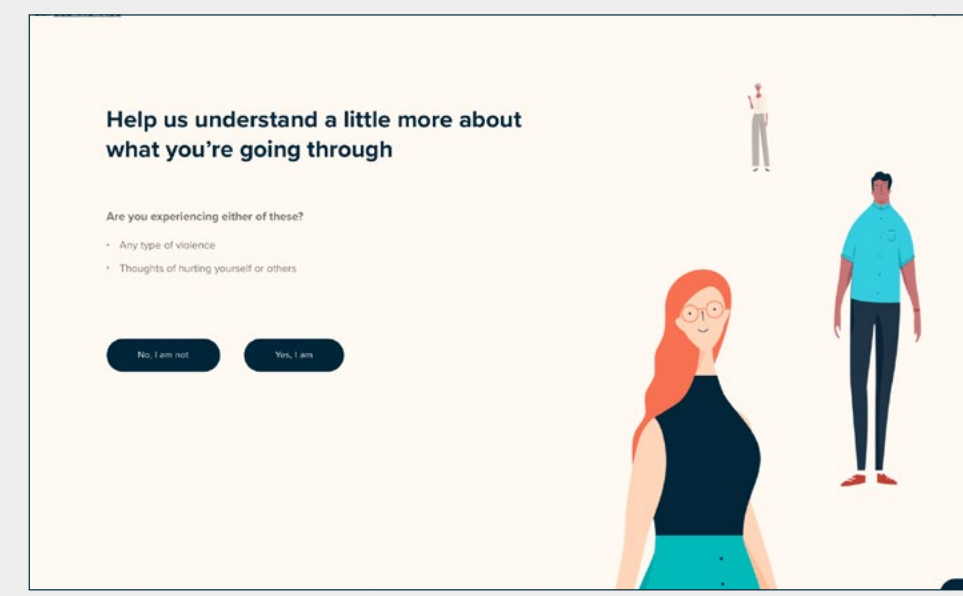 Help us understand a little more about
what you’re going through
Are you experiencing either of these?
• Any type of violence
• Thoughts of hurting yourself or others
No, I am not
Yes, I am